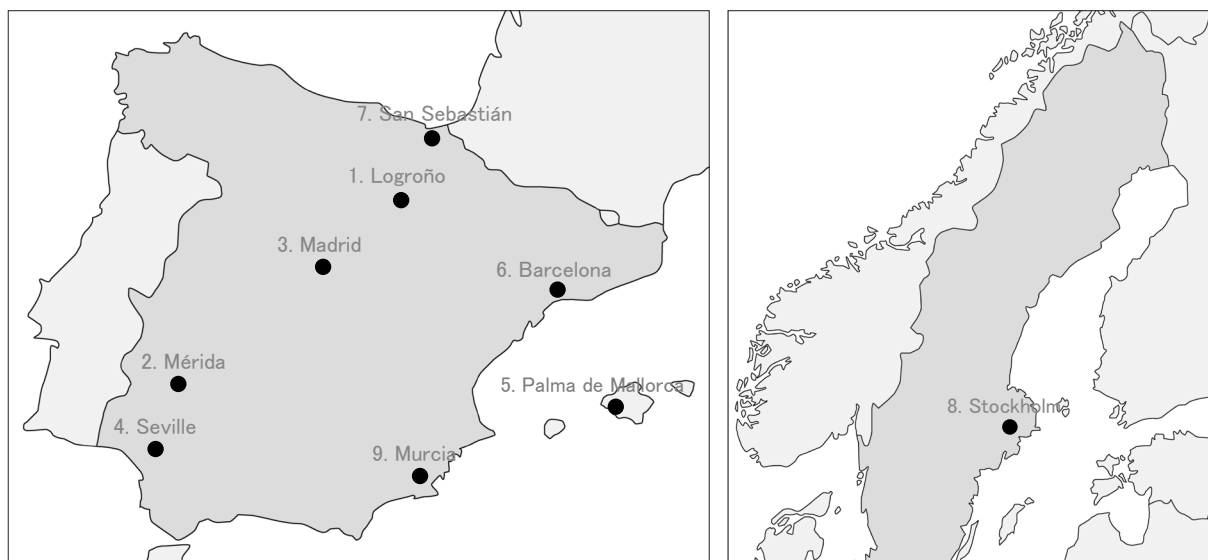 7. San Sebastián
1. Logroño
3. Madrid
6. Barcelona
2. Mérida
5. Palma de Mallorca
4. Seville
9. Murcia
8. Stockholm